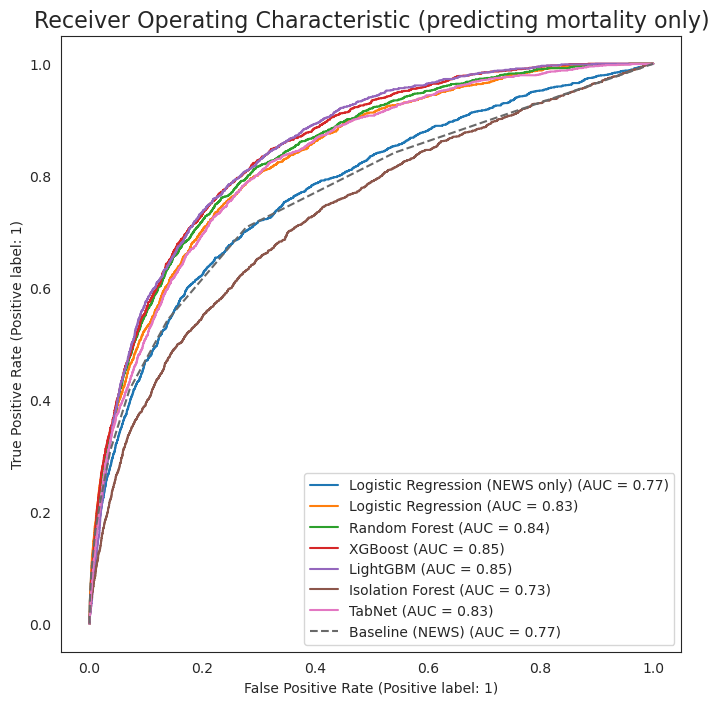 Receiver Operating Characteristic (predicting mortality only)
True Positive Rate (Positive label: 1)
1.0
0.8
0.6
0.4
0.2
0.0
Logistic Regression (NEWS only) (AUC = 0.77)
Logistic Regression (AUC = 0.83)
Random Forest (AUC = 0.84)
XGBoost (AUC = 0.85)
LightGBM (AUC = 0.85)
Isolation Forest (AUC = 0.73)
TabNet (AUC = 0.83)
Baseline (NEWS) (AUC = 0.77)
0.0 0.2 0.4 0.6 0.8 1.0
False Positive Rate (Positive label: 1)